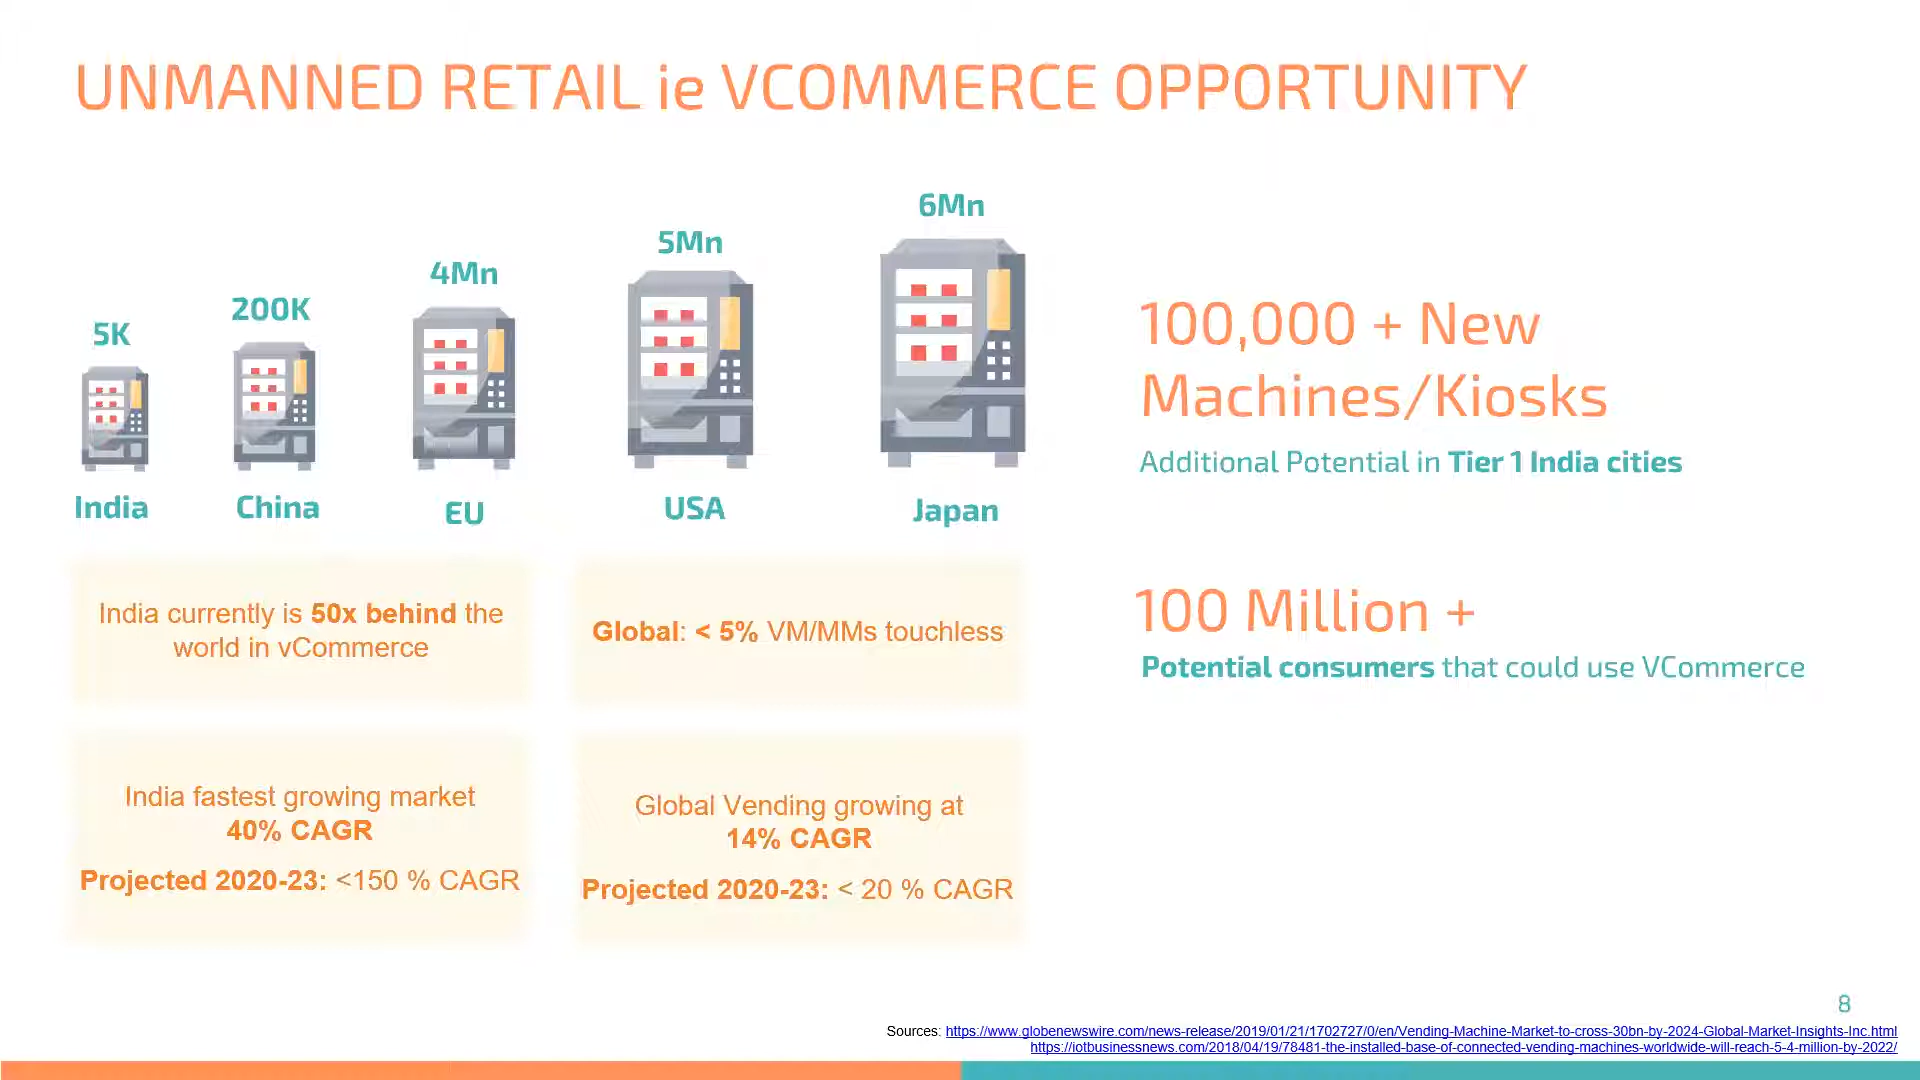 UNMANNED RETAIL ie VCOMMERCE OPPORTUNITY
5K
200K
4Mn
5Mn
6Mn
India
China
EU
USA
Japan
100,000 + New
Machines/Kiosks
Additional Potential in Tier 1 India cities
100 Million +
Potential consumers that could use VCommerce
India currently is 50x behind the
world in vCommerce
Global: < 5% VM/MMs touchless
India fastest growing market
40% CAGR
Projected 2020-23: <150 % CAGR
Global Vending growing at
14% CAGR
Projected 2020-23: < 20 % CAGR
8
Sources: https://www.globenewswire.com/news-release/2019/01/21/1702727/0/en/Vending-Machine-Market-to-cross-30bn-by-2024-Global-Market-Insights-Inc.html
https://iotbusinessnews.com/2018/04/19/78481-the-installed-base-of-connected-vending-machines-worldwide-will-reach-5-4-million-by-2022/